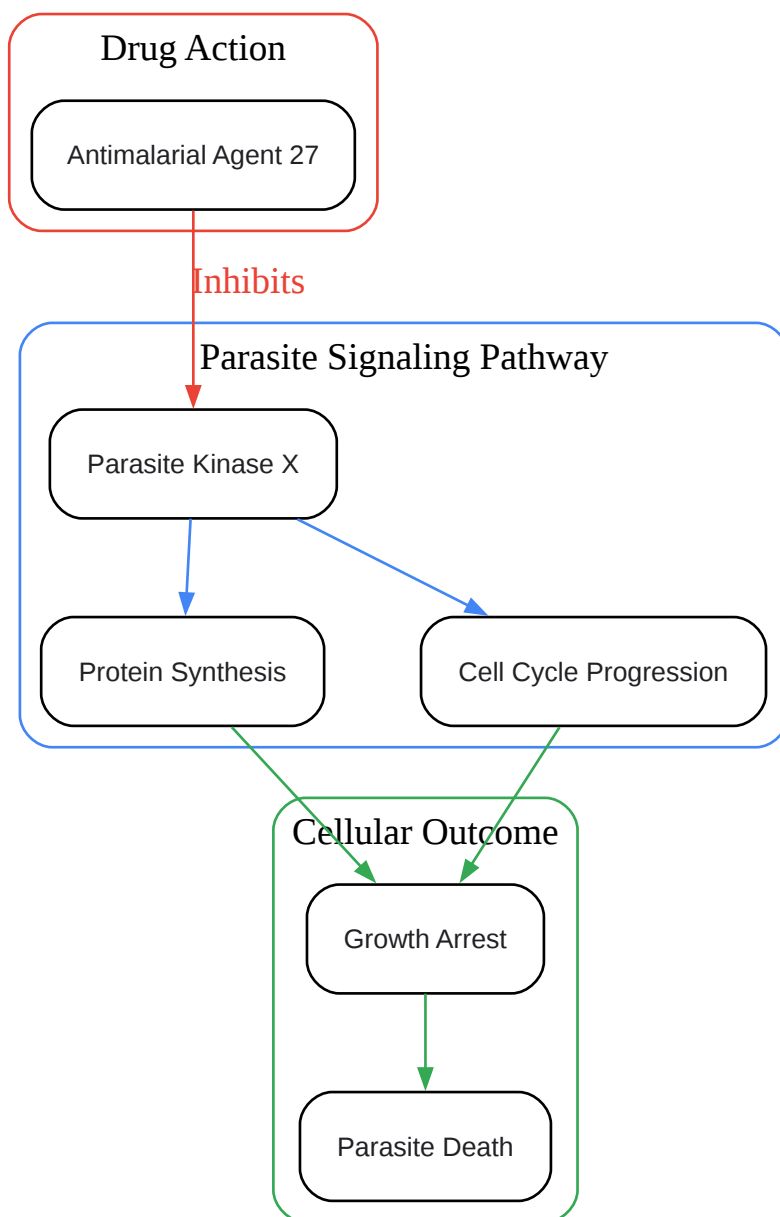 Drug Action
Antimalarial Agent 27
Inhibits
Parasite Signaling Pathway
Parasite Kinase X
Protein Synthesis
Cell Cycle Progression
Cellular Outcome
Growth Arrest
Parasite Death